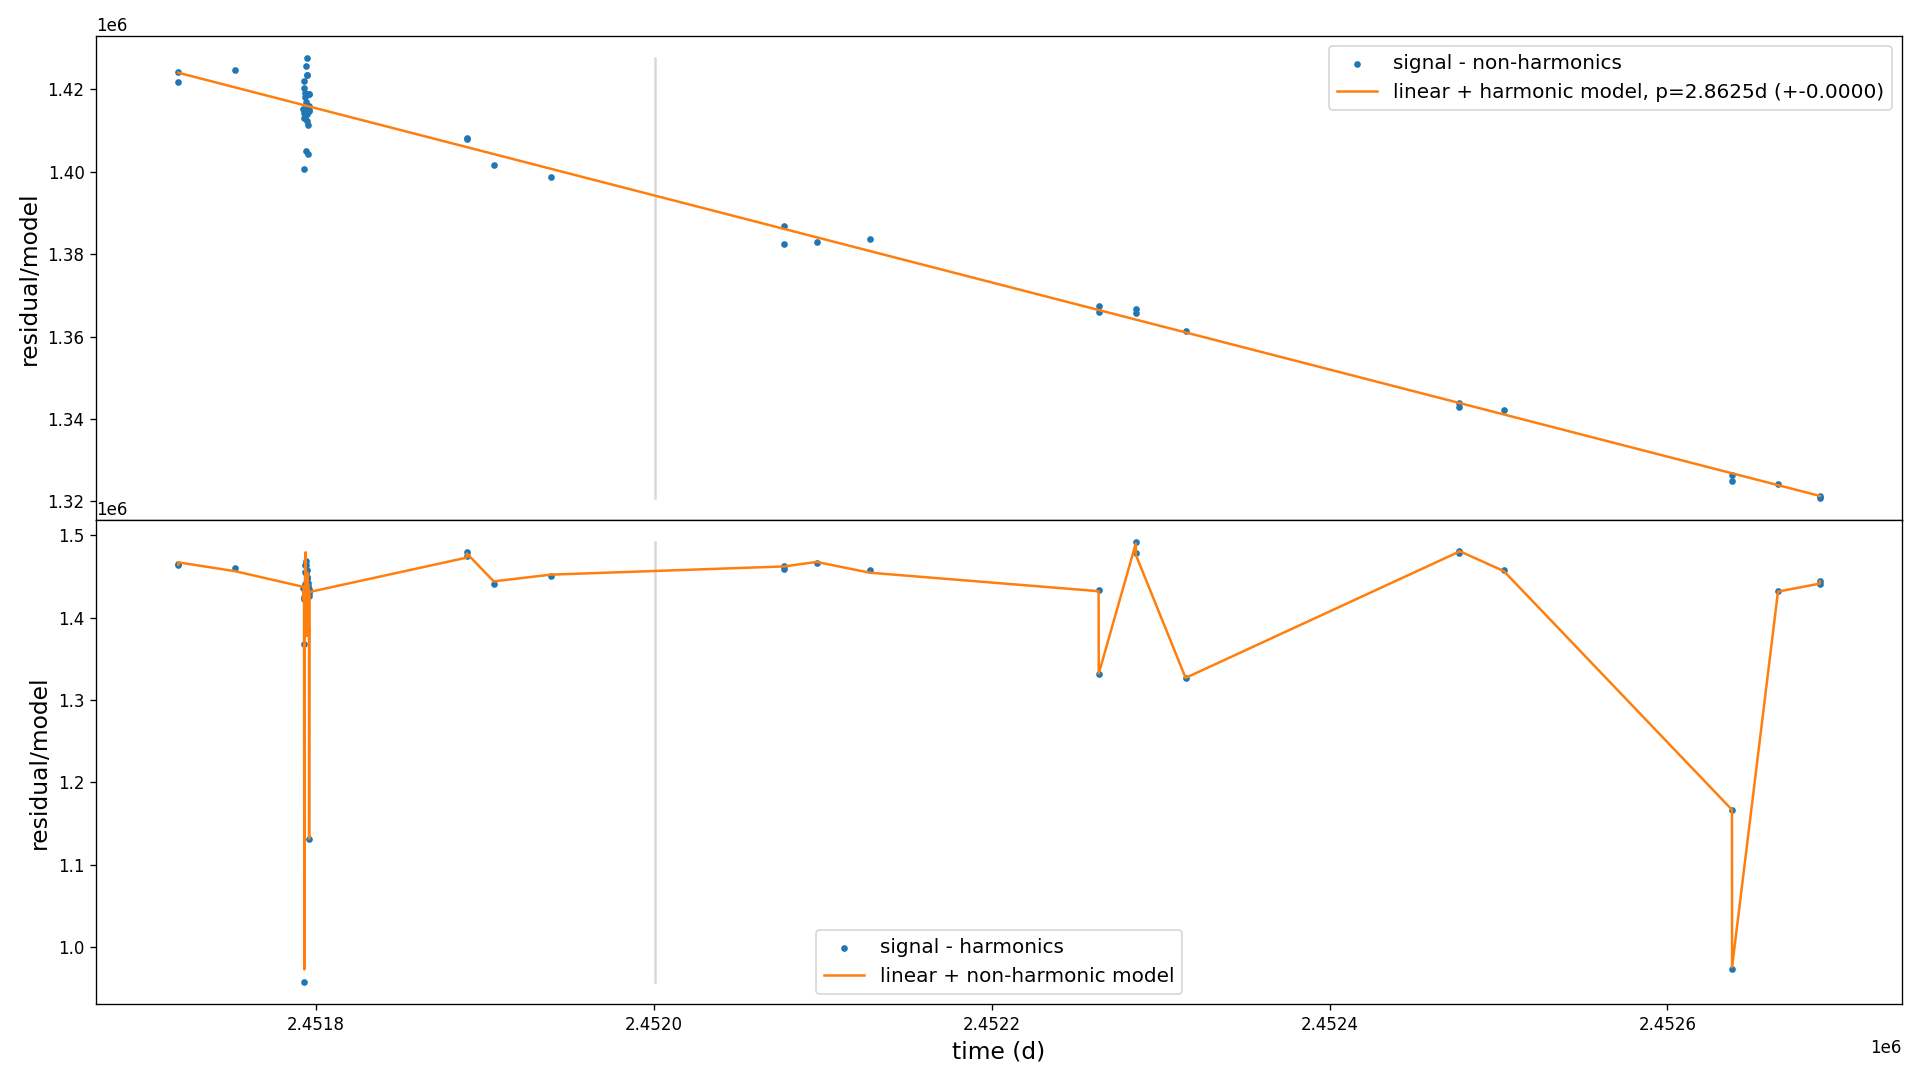 1e6
1.42
1.40
1.38
1.36
1.34
1.32
residual/model
signal - non-harmonics
linear + harmonic model, p=2.8625d (+-0.0000)
1e6
1.5
1.4
1.3
1.2
1.1
1.0
residual/model
signal - harmonics
linear + non-harmonic model
2.4518
2.4520
2.4522
2.4524
2.4526
time (d)
1e6